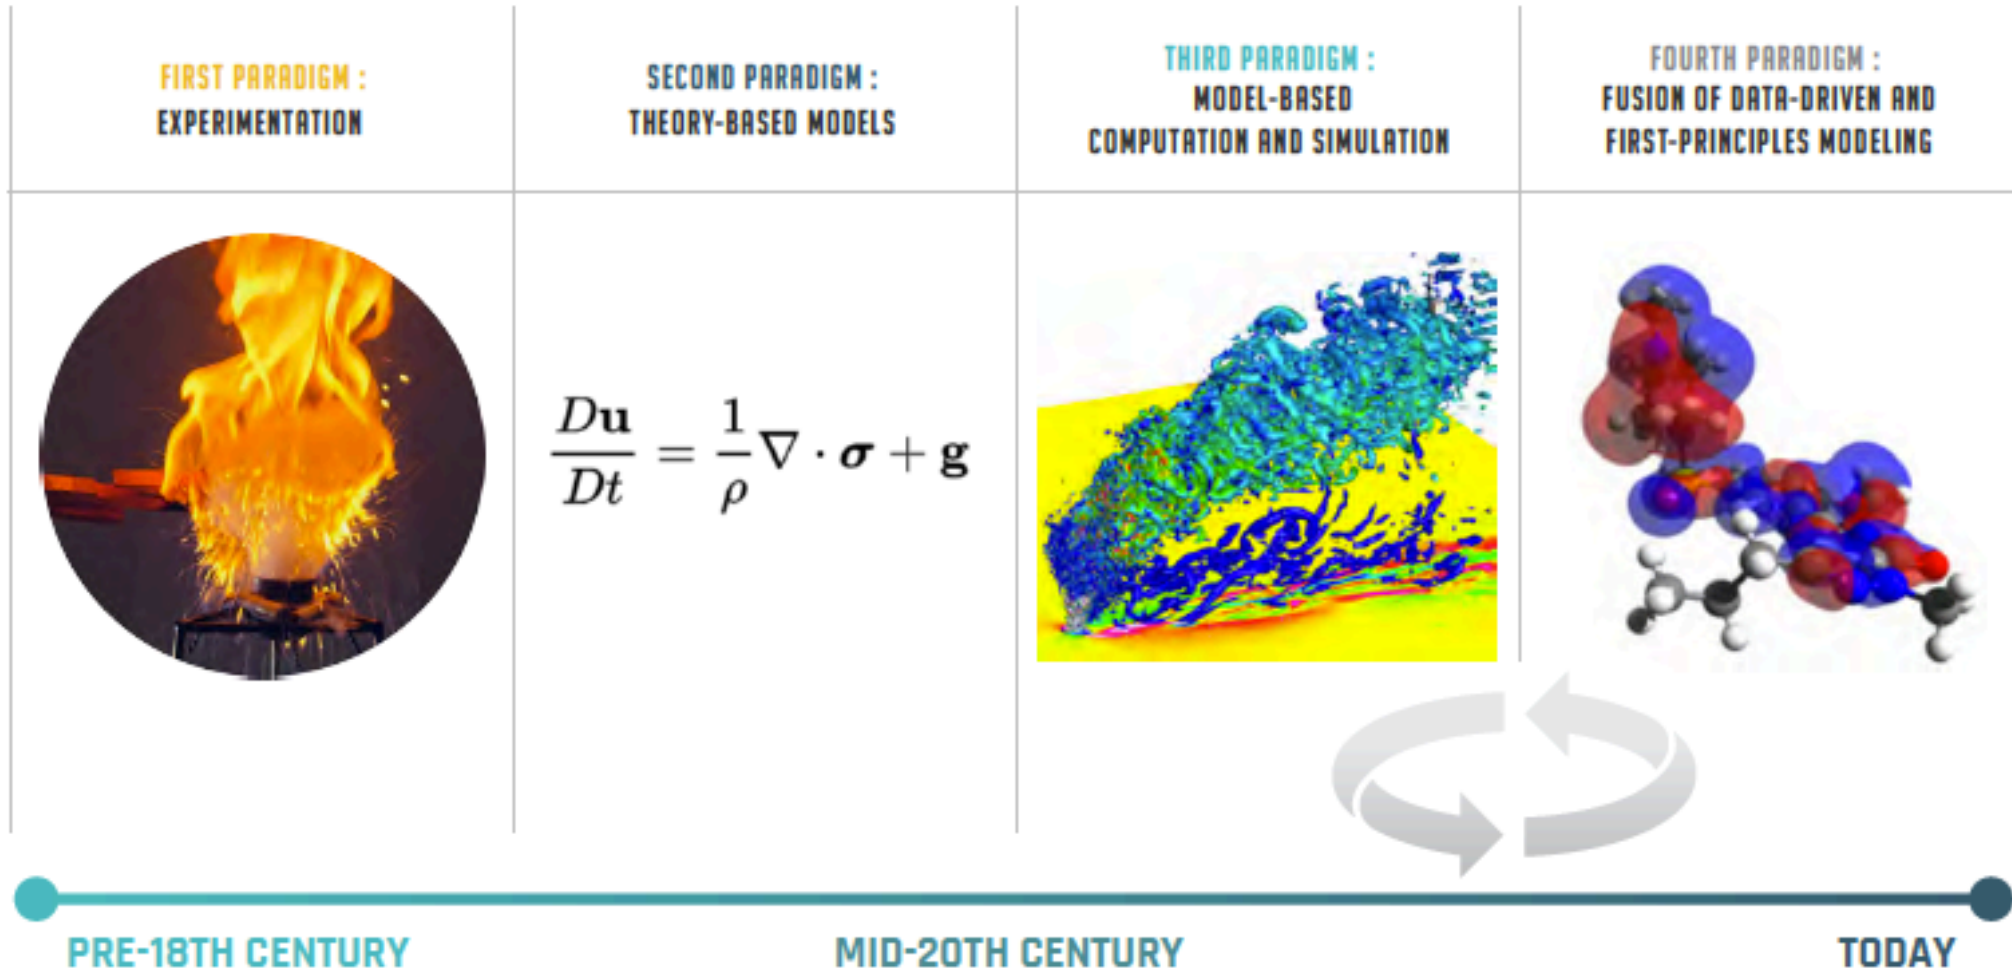 FIRST PARADIGM :
EXPERIMENTATION
SECOND PARADIGM :
THEORY-BASED MODELS
THIRD PARADIGM :
MODEL-BASED
COMPUTATION AND SIMULATION
FOURTH PARADIGM :
FUSION OF DATA-DRIVEN AND
FIRST-PRINCIPLES MODELING
Du/Dt = 1/ρ ∇ · σ + g
PRE-18TH CENTURY
MID-20TH CENTURY
TODAY